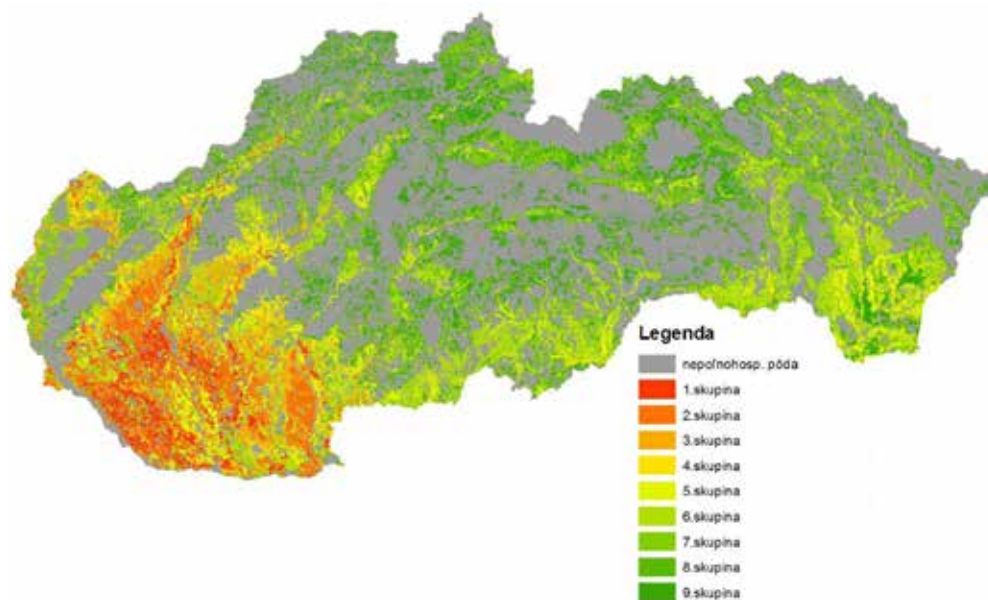 Legenda
nepoľnohosp. pôda
1.skupina
2.skupina
3.skupina
4.skupina
5.skupina
6.skupina
7.skupina
8.skupina
9.skupina